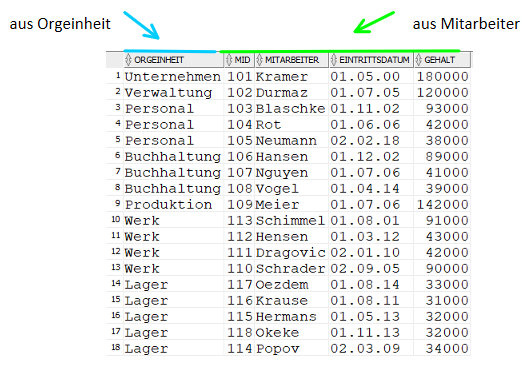 aus Orgeinheit aus Mitarbeiter
ORGEINHEIT MID MITARBEITER EINTRITTSDATUM GEHALT
1 Unternehmen 101 Kramer 01.05.00 180000
2 Verwaltung 102 Durmaz 01.07.05 120000
3 Personal 103 Blaschke 01.11.02 93000
4 Personal 104 Rot 01.06.06 42000
5 Personal 105 Neumann 02.02.18 38000
6 Buchhaltung 106 Hansen 01.12.02 89000
7 Buchhaltung 107 Nguyen 01.07.06 41000
8 Buchhaltung 108 Vogel 01.04.14 39000
9 Produktion 109 Meier 01.07.06 142000
10 Werk 113 Schimmel 01.08.01 91000
11 Werk 112 Hensen 01.03.12 43000
12 Werk 111 Dragovic 02.01.10 42000
13 Werk 110 Schrader 02.09.05 90000
14 Lager 117 Oezdem 01.08.14 33000
15 Lager 116 Krause 01.08.11 31000
16 Lager 115 Hermans 01.05.13 32000
17 Lager 118 Okeke 01.11.13 32000
18 Lager 114 Popov 02.03.09 34000